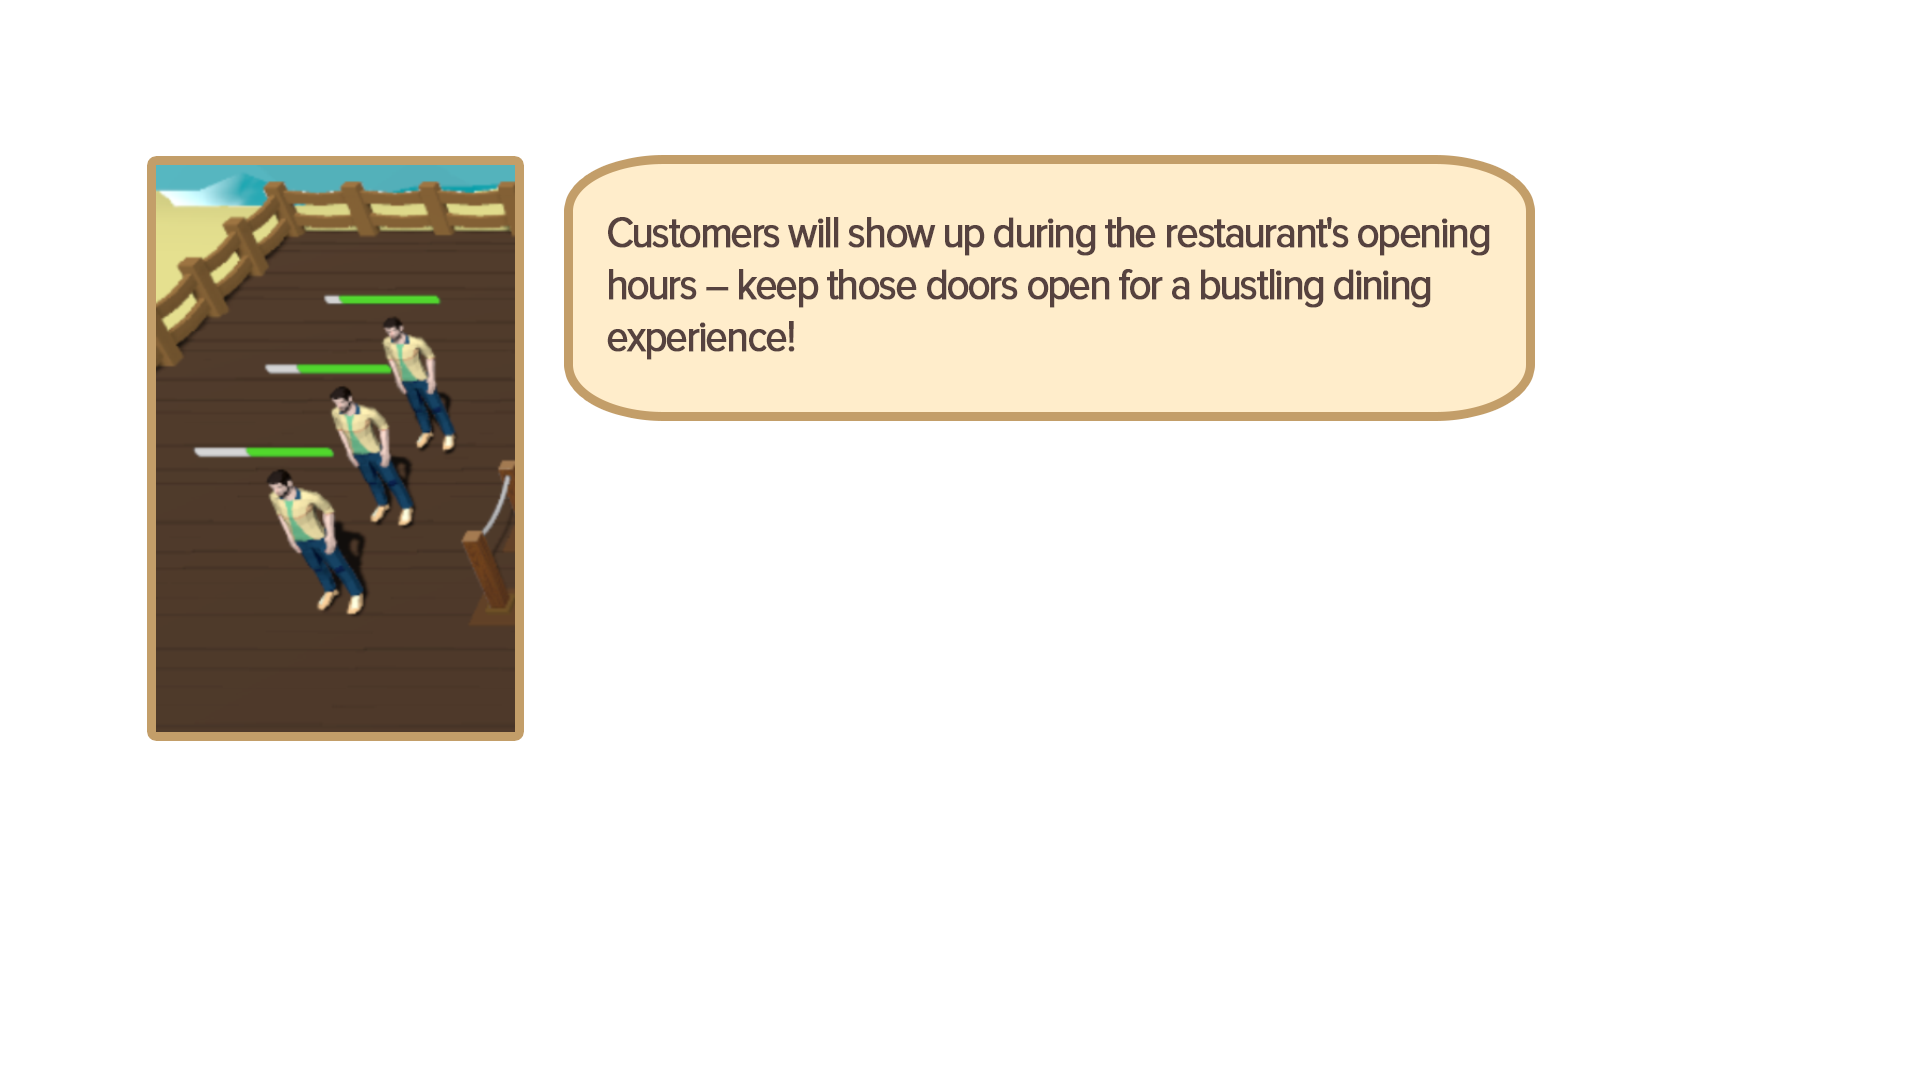 Customers will show up during the restaurant's opening
hours – keep those doors open for a bustling dining
experience!